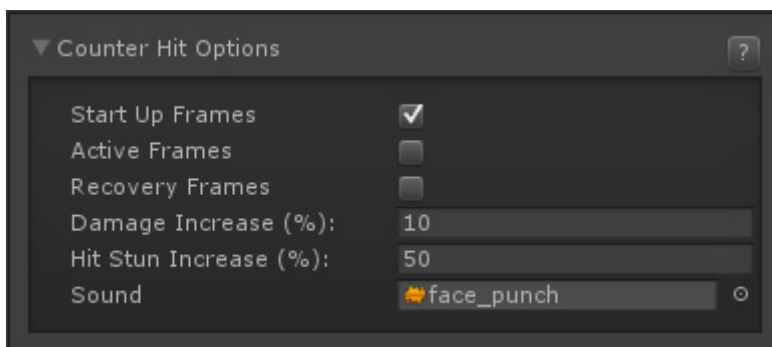 Counter Hit Options
?
Start Up Frames
Active Frames
Recovery Frames
Damage Increase (%): 10
Hit Stun Increase (%): 50
Sound face_punch